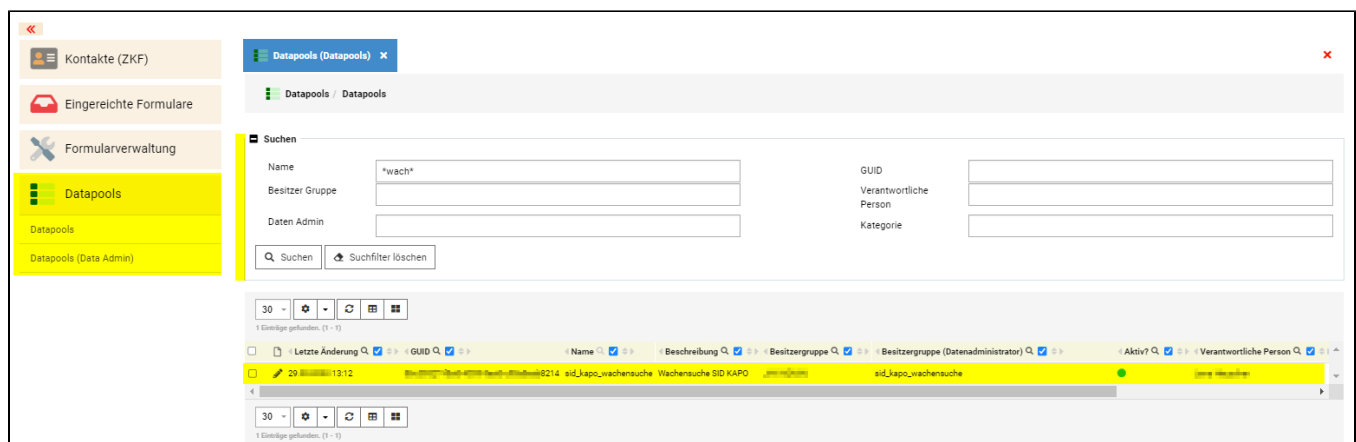 Kontakte (ZKF)
Eingereichte Formulare
Formularverwaltung
Datapools
Datapools
Datapools (Data Admin)
Datapools (Datapools)
Datapools / Datapools
Suchen
Name *wach* GUID
Besitzer Gruppe Verantwortliche Person
Daten Admin Kategorie
Suchen Suchfilter löschen
30
1 Einträge gefunden. (1 - 1)
Letzte Änderung GUID Name Beschreibung Besitzergruppe Besitzergruppe (Datenadministrator) Aktiv? Verantwortliche Person
29 13:12 8214 sid_kapo_wachensuche Wachensuche SID KAPO sid_kapo_wachensuche
30
1 Einträge gefunden. (1 - 1)